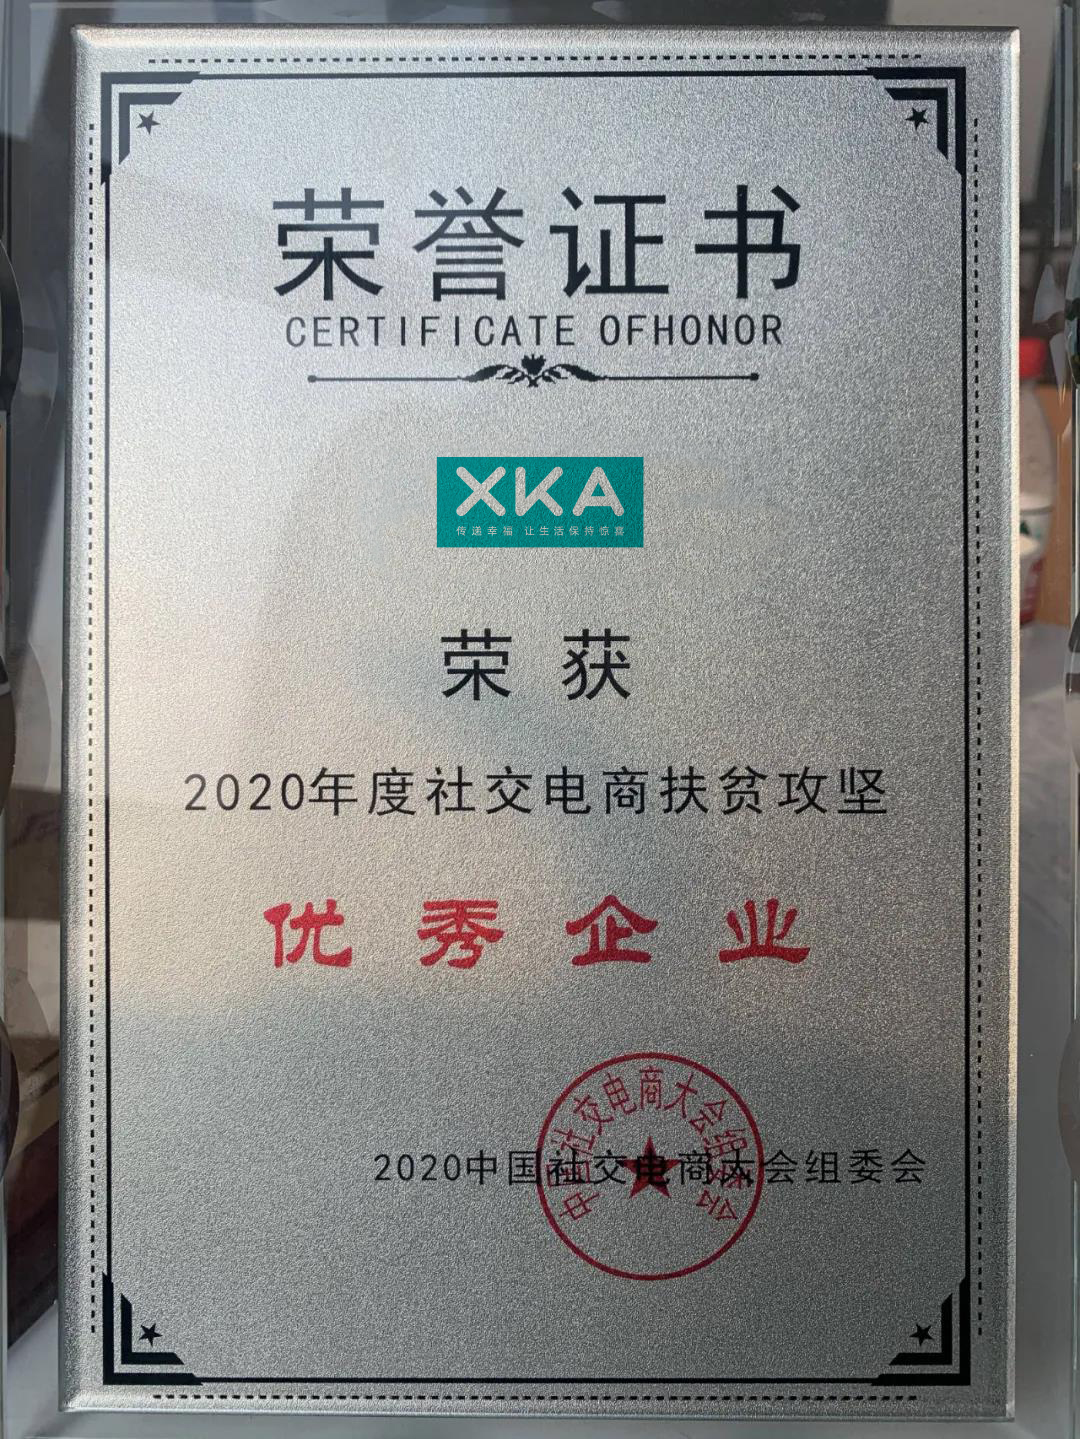 荣誉证书
CERTIFICATE OFHONOR
XKA
传递幸福 让生活保持惊喜
荣获
2020年度社交电商扶贫攻坚
优秀企业
中国社交电商大会组委会
2020中国社交电商大会组委会